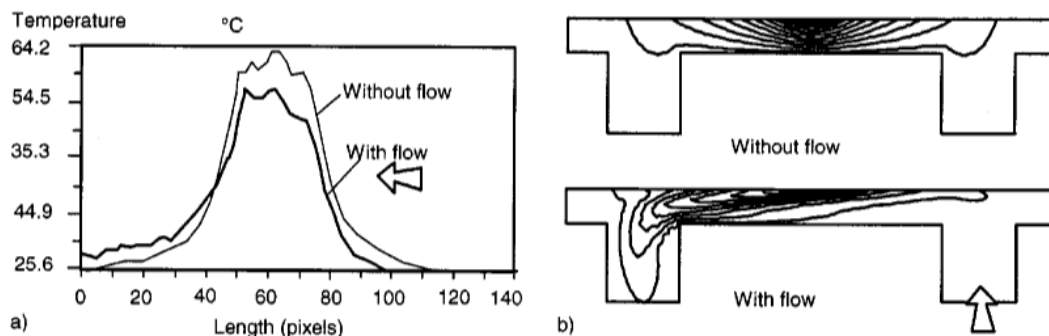 Temperature °C
64.2
54.5
35.3
44.9
25.6
Without flow
With flow
0 20 40 60 80 100 120 140
a) Length (pixels)
Without flow
With flow
b)